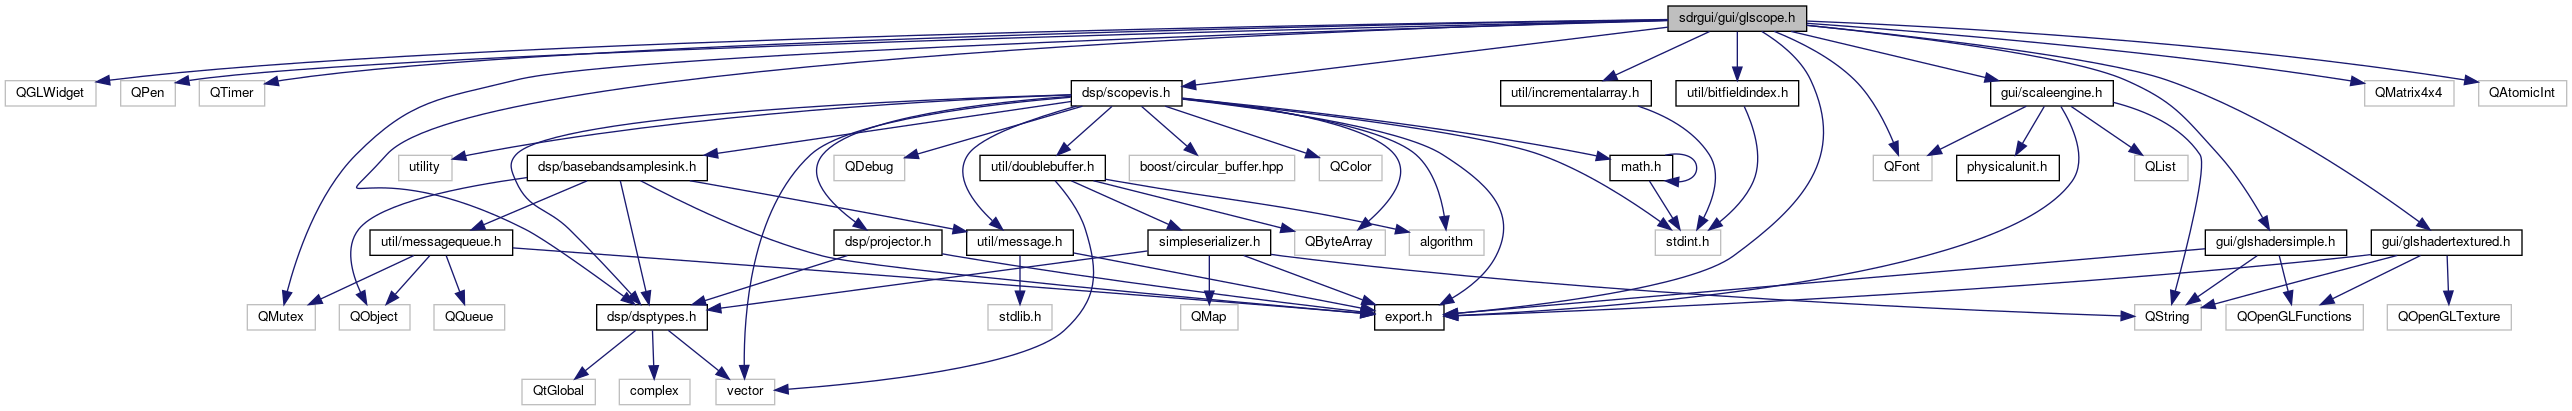 sdrgui/gui/glscope.h
QGLWidget
QPen
QTimer
dsp/scopevis.h
util/incrementalarray.h
util/bitfieldindex.h
gui/scaleengine.h
QMatrix4x4
QAtomicInt
utility
dsp/basebandsamplesink.h
QDebug
util/doublebuffer.h
boost/circular_buffer.hpp
QColor
math.h
QFont
physicalunit.h
QList
util/messagequeue.h
dsp/projector.h
util/message.h
simpleserializer.h
QByteArray
algorithm
stdint.h
gui/glshadersimple.h
gui/glshadertextured.h
QMutex
QObject
QQueue
dsp/dsptypes.h
stdlib.h
QMap
export.h
QString
QOpenGLFunctions
QOpenGLTexture
QtGlobal
complex
vector